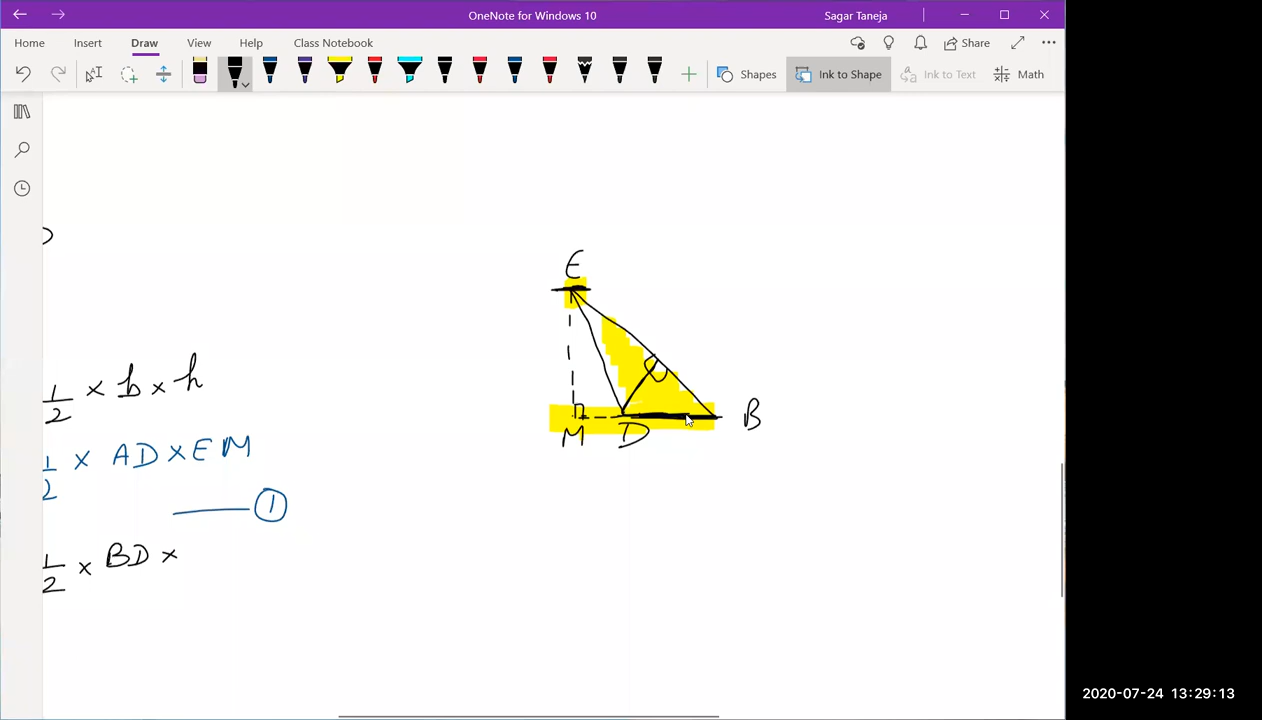 OneNote for Windows 10
Sagar Taneja
Home Insert Draw View Help Class Notebook
Share
Shapes
Ink to Shape
Ink to Text
Math
E
1/2 × b × h
M D B
1/2 × AD × EM
1
1/2 × BD ×
2020-07-24 13:29:13